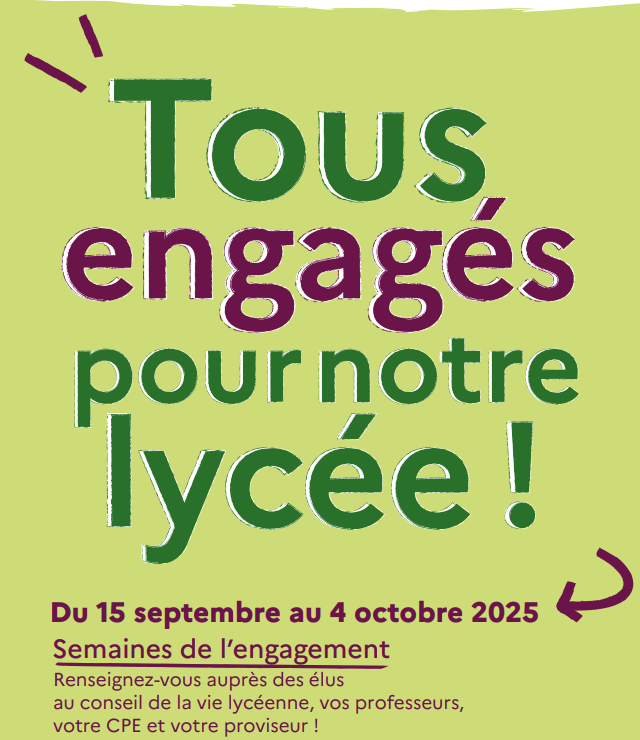 Tous
engagés
pour notre
lycée !
Du 15 septembre au 4 octobre 2025
Semaines de l’engagement
Renseignez-vous auprès des élus
au conseil de la vie lycéenne, vos professeurs,
votre CPE et votre proviseur !